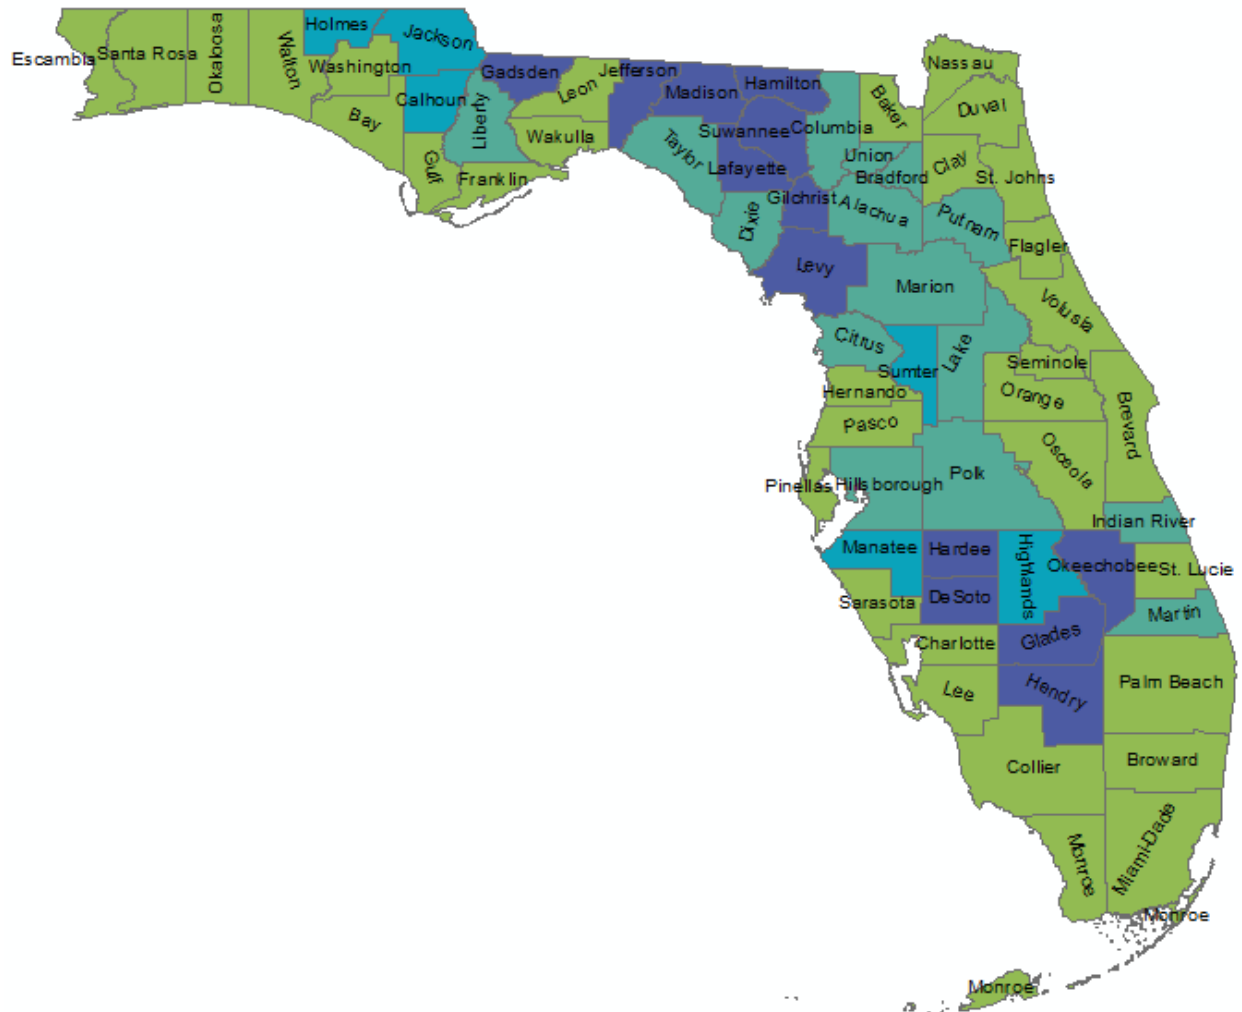 Holmes
Jackson
Escambia
Santa Rosa
Okaloosa
Walton
Washington
Calhoun
Bay
Liberty
Gulf
Franklin
Gadsden
Leon
Wakulla
Jefferson
Madison
Hamilton
Taylor
Suwannee
Lafayette
Columbia
Baker
Nassau
Duval
Union
Bradford
Clay
St. Johns
Dixie
Gilchrist
Alachua
Putnam
Flagler
Levy
Marion
Volusia
Citrus
Sumter
Lake
Seminole
Hernando
Orange
Brevard
Pasco
Osceola
Pinellas
Hillsborough
Polk
Indian River
Manatee
Hardee
Highlands
Okeechobee
St. Lucie
Sarasota
DeSoto
Martin
Charlotte
Glades
Lee
Hendry
Palm Beach
Collier
Broward
Monroe
Miami-Dade
Monroe
Monroe